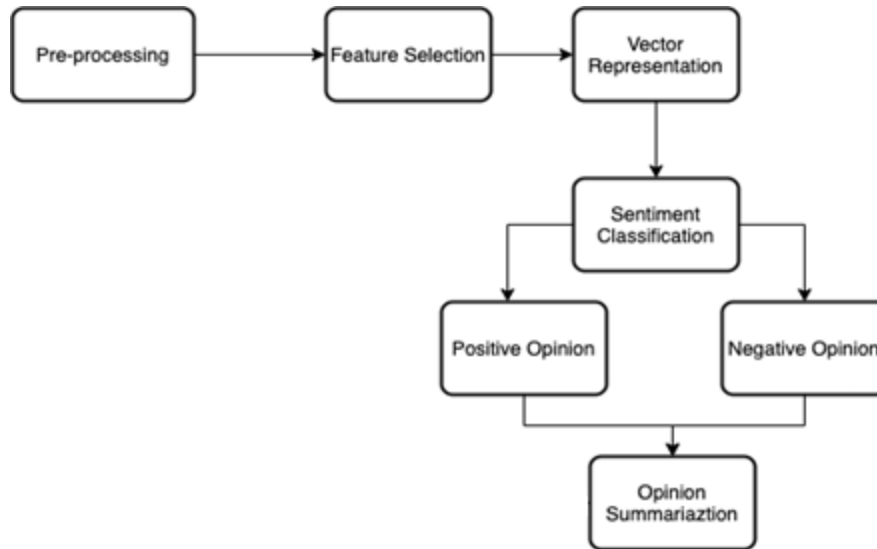 Pre-processing
Feature Selection
Vector
Representation
Sentiment
Classification
Positive Opinion
Negative Opinion
Opinion
Summariaztion